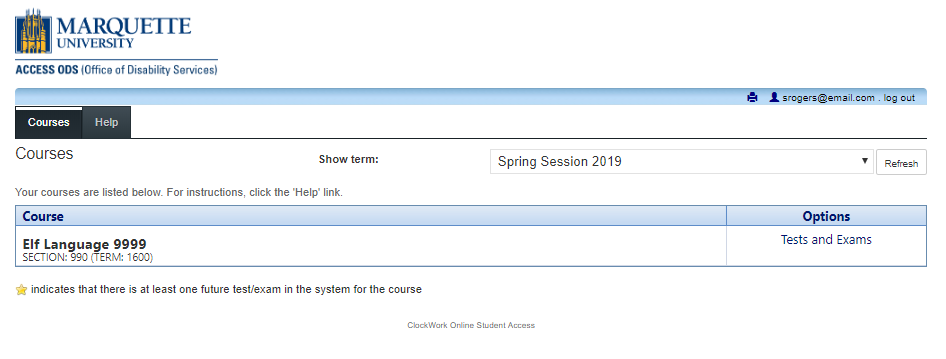 MARQUETTE
UNIVERSITY
ACCESS ODS (Office of Disability Services)
srogers@email.com . log out
Courses Help
Courses Show term: Spring Session 2019 Refresh
Your courses are listed below. For instructions, click the 'Help' link.
Course Options
Elf Language 9999 Tests and Exams
SECTION: 990 (TERM: 1600)
indicates that there is at least one future test/exam in the system for the course
ClockWork Online Student Access